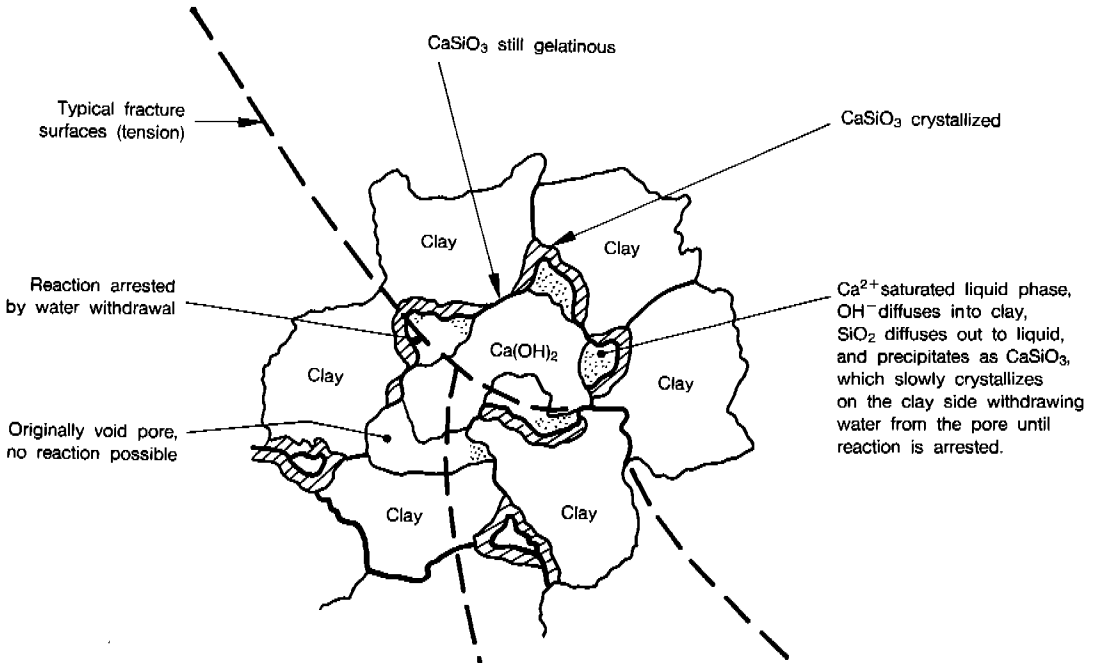 CaSiO₃ still gelatinous
Typical fracture
surfaces (tension)
CaSiO₃ crystallized
Clay
Clay
Reaction arrested
by water withdrawal
Ca²⁺saturated liquid phase,
OH⁻diffuses into clay,
SiO₂ diffuses out to liquid,
and precipitates as CaSiO₃,
which slowly crystallizes
on the clay side withdrawing
water from the pore until
reaction is arrested.
Ca(OH)₂
Clay
Clay
Originally void pore,
no reaction possible
Clay
Clay